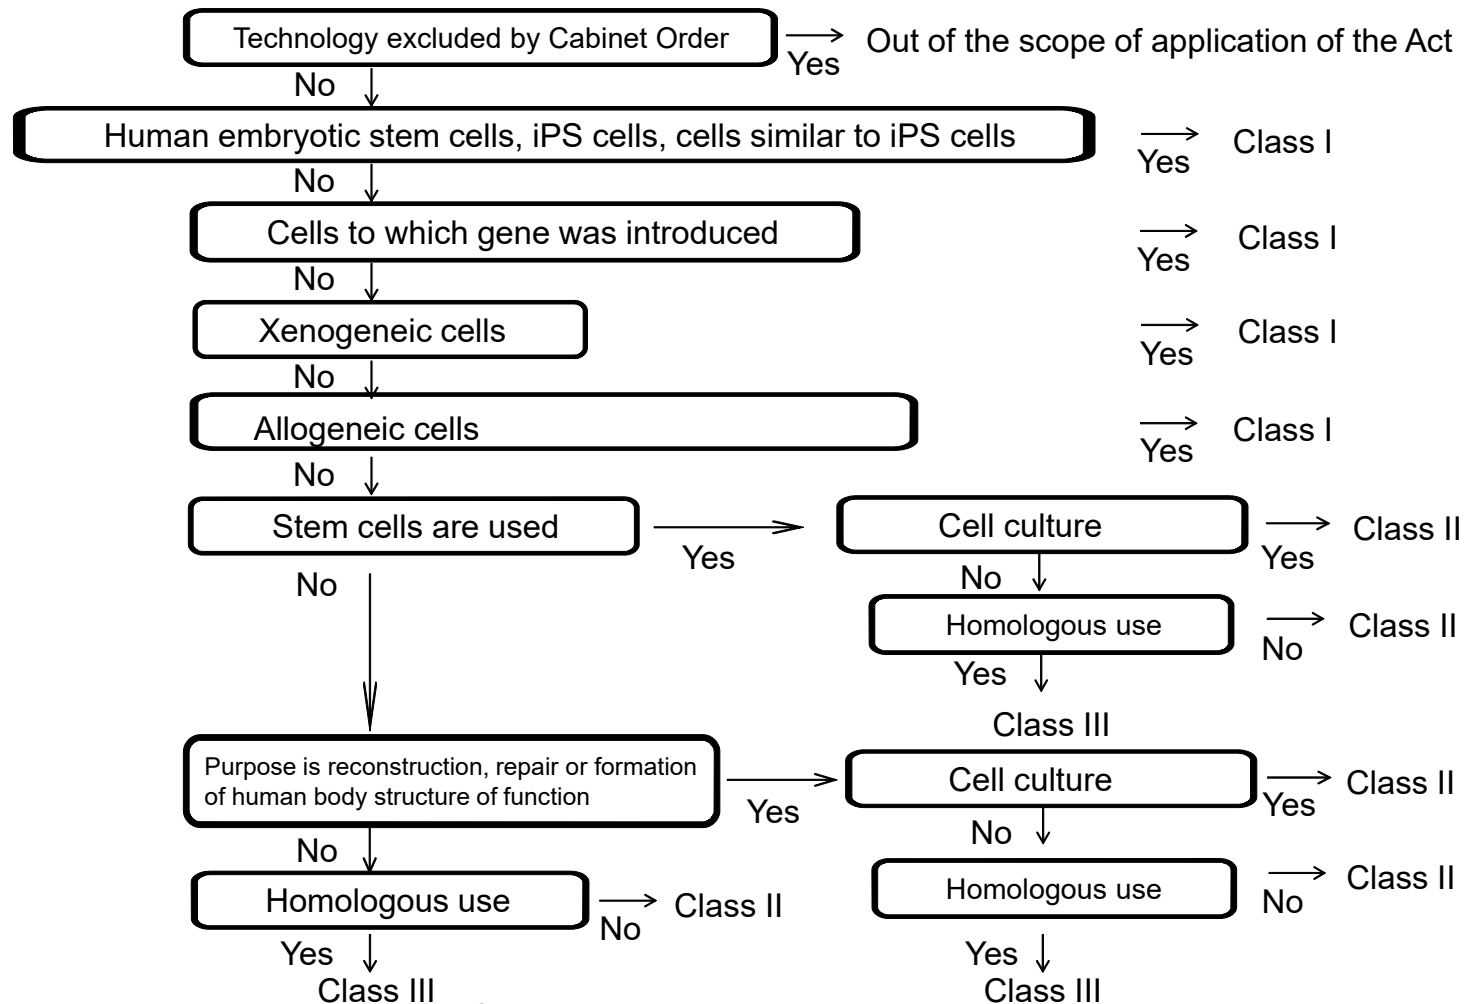 Technology excluded by Cabinet Order
Yes
Out of the scope of application of the Act
No
Human embryotic stem cells, iPS cells, cells similar to iPS cells
Yes
Class I
No
Cells to which gene was introduced
Yes
Class I
No
Xenogeneic cells
Yes
Class I
No
Allogeneic cells
Yes
Class I
No
Stem cells are used
Yes
Cell culture
Yes
Class II
No
No
Homologous use
No
Class II
Yes
Class III
Purpose is reconstruction, repair or formation
of human body structure of function
Yes
Cell culture
Yes
Class II
No
No
Homologous use
No
Class II
Homologous use
No
Class II
Yes
Class III
Yes
Class III